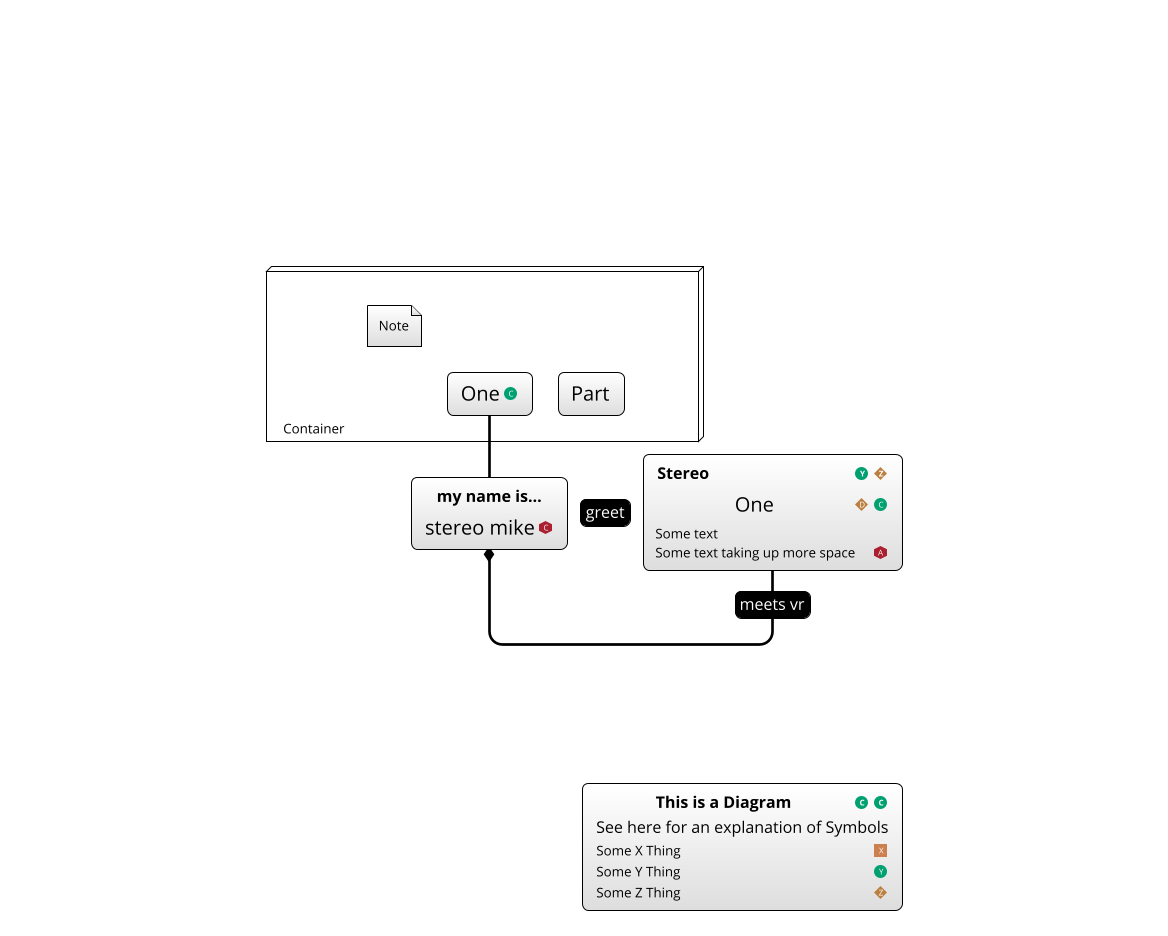 Note
One C
Part
Container
my name is...
stereo mike C
greet
Stereo Y Z
One D C
Some text
Some text taking up more space A
meets vr
This is a Diagram C C
See here for an explanation of Symbols
Some X Thing X
Some Y Thing Y
Some Z Thing Z